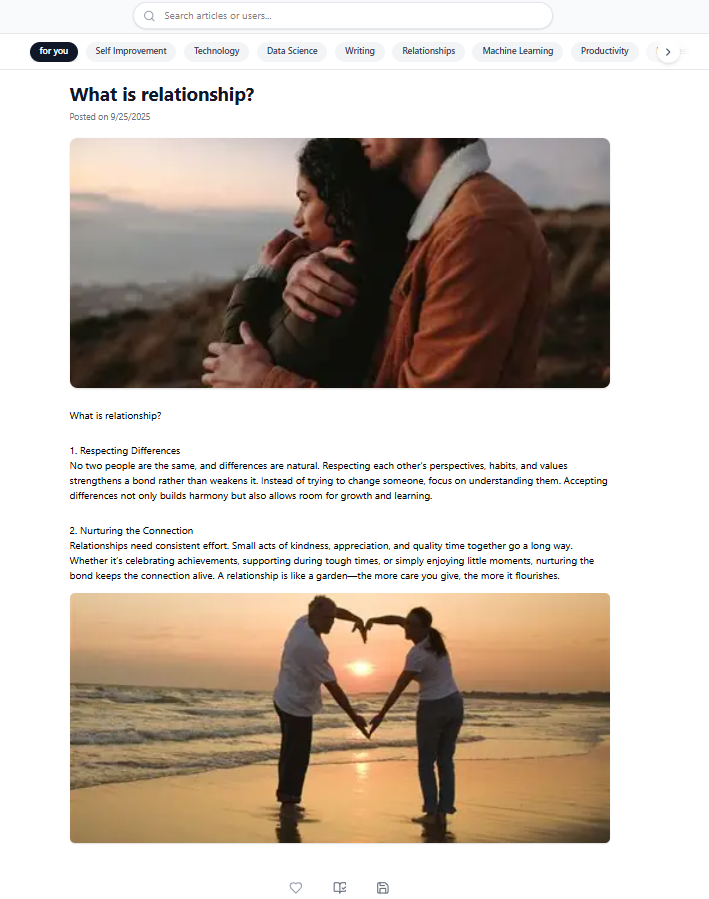 Search articles or users...
for you Self Improvement Technology Data Science Writing Relationships Machine Learning Productivity
What is relationship?
Posted on 9/25/2025
What is relationship?
1. Respecting Differences
No two people are the same, and differences are natural. Respecting each other's perspectives, habits, and values
strengthens a bond rather than weakens it. Instead of trying to change someone, focus on understanding them. Accepting
differences not only builds harmony but also allows room for growth and learning.
2. Nurturing the Connection
Relationships need consistent effort. Small acts of kindness, appreciation, and quality time together go a long way.
Whether it's celebrating achievements, supporting during tough times, or simply enjoying little moments, nurturing the
bond keeps the connection alive. A relationship is like a garden—the more care you give, the more it flourishes.